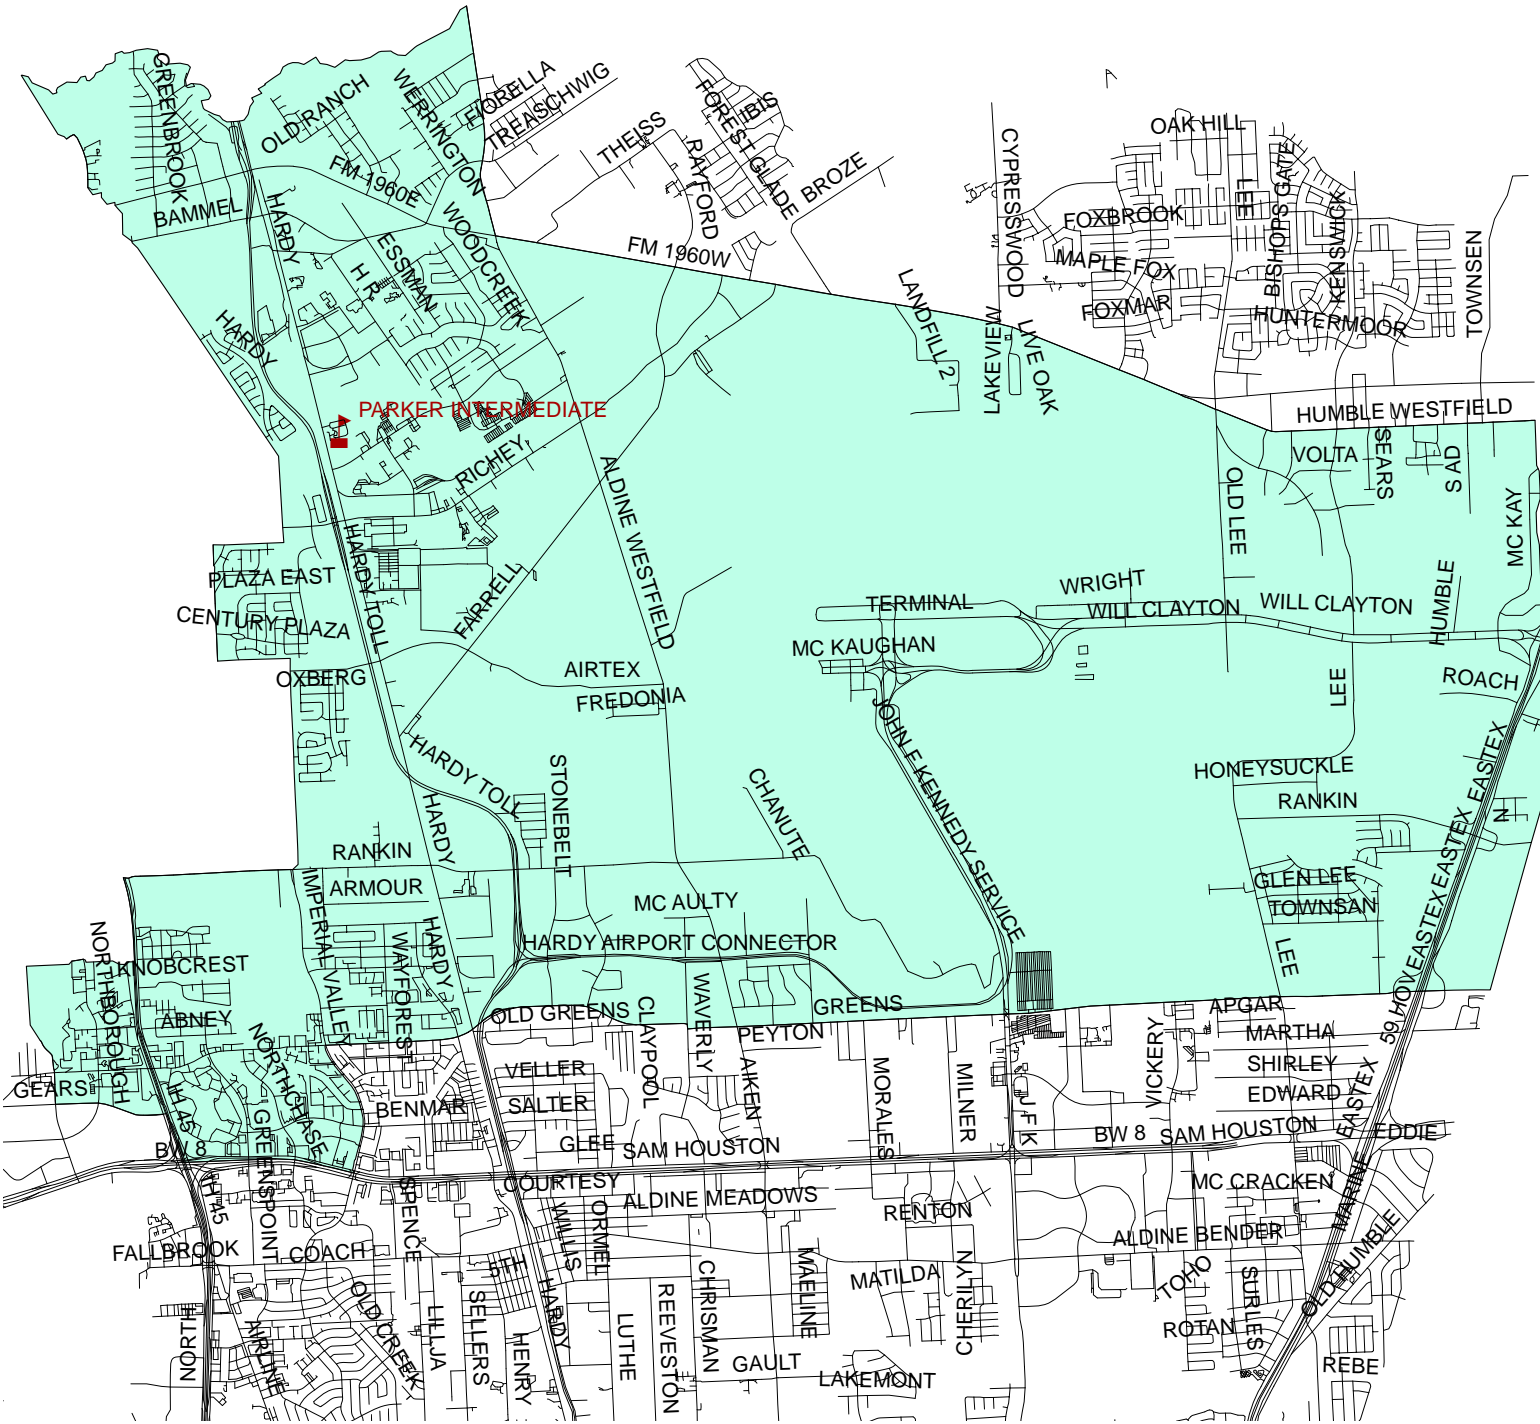 GREENBROOK
OLD RANCH
WERRINGTON
FIORELLA
TREASCHWIG
THEISS
FOREST GLADE
IBIS
RAYFORD
BROZE
CYPRESSWOOD
OAK HILL
LEE
BISHOPS GATE
KENSWICK
TOWNSEN
FM 1960E
BAMMEL
HARDY
WOODCREEK
ESSMAN
H R
FM 1960W
FOXBROOK
MAPLE FOX
FOXMAR
HUNTERMOOR
LANDFILL 2
LAKEVIEW
LIVE OAK
HARDY
PARKER INTERMEDIATE
HUMBLE WESTFIELD
VOLTA
SEARS
S AD
MC KAY
RICHEY
ALDINE WESTFIELD
OLD LEE
HARDY TOLL
PLAZA EAST
CENTURY PLAZA
FARRELL
OXBERG
AIRTEX
FREDONIA
TERMINAL
MC KAUGHAN
WRIGHT
WILL CLAYTON
WILL CLAYTON
HUMBLE
LEE
ROACH
JOHN F KENNEDY SERVICE
HARDY TOLL
STONEBELT
CHANUTE
HONEYSUCKLE
RANKIN
EASTEX
EASTEX
EASTEX
N
HARDY
RANKIN
ARMOUR
IMPERIAL VALLEY
MC AULTY
GLEN LEE
TOWNSAN
LEE
59 HOV
HARDY AIRPORT CONNECTOR
HARDY
WAYFOREST
NORTHBOROUGH
KNOBCREST
ABNEY
NORTHCHASE
OLD GREENS
CLAYPOOL
WAVERLY
GREENS
PEYTON
APGAR
MARTHA
SHIRLEY
EDWARD
VICKERY
GEARS
IH 45
GREENSPOINT
BENMAR
VELLER
SALTER
GLEE
AIKEN
MORALES
MILNER
J F K
BW 8
SAM HOUSTON
BW 8
SAM HOUSTON
EASTEX
EDDIE
COURTESY
ALDINE MEADOWS
RENTON
MC CRACKEN
MARINE
IH 45
SPENCE
WILLIS
ORMEL
FALLBROOK
COACH
5TH
ALDINE BENDER
OLD HUMBLE
MATILDA
MAELINE
CHERILYN
TOHO
SURLES
CHRISMAN
NORTH
AIRLINE
OLD CREEK
LILLJA
SELLERS
HENRY
HARDY
LUTHE
REEVESTON
GAULT
LAKEMONT
ROTAN
REBE